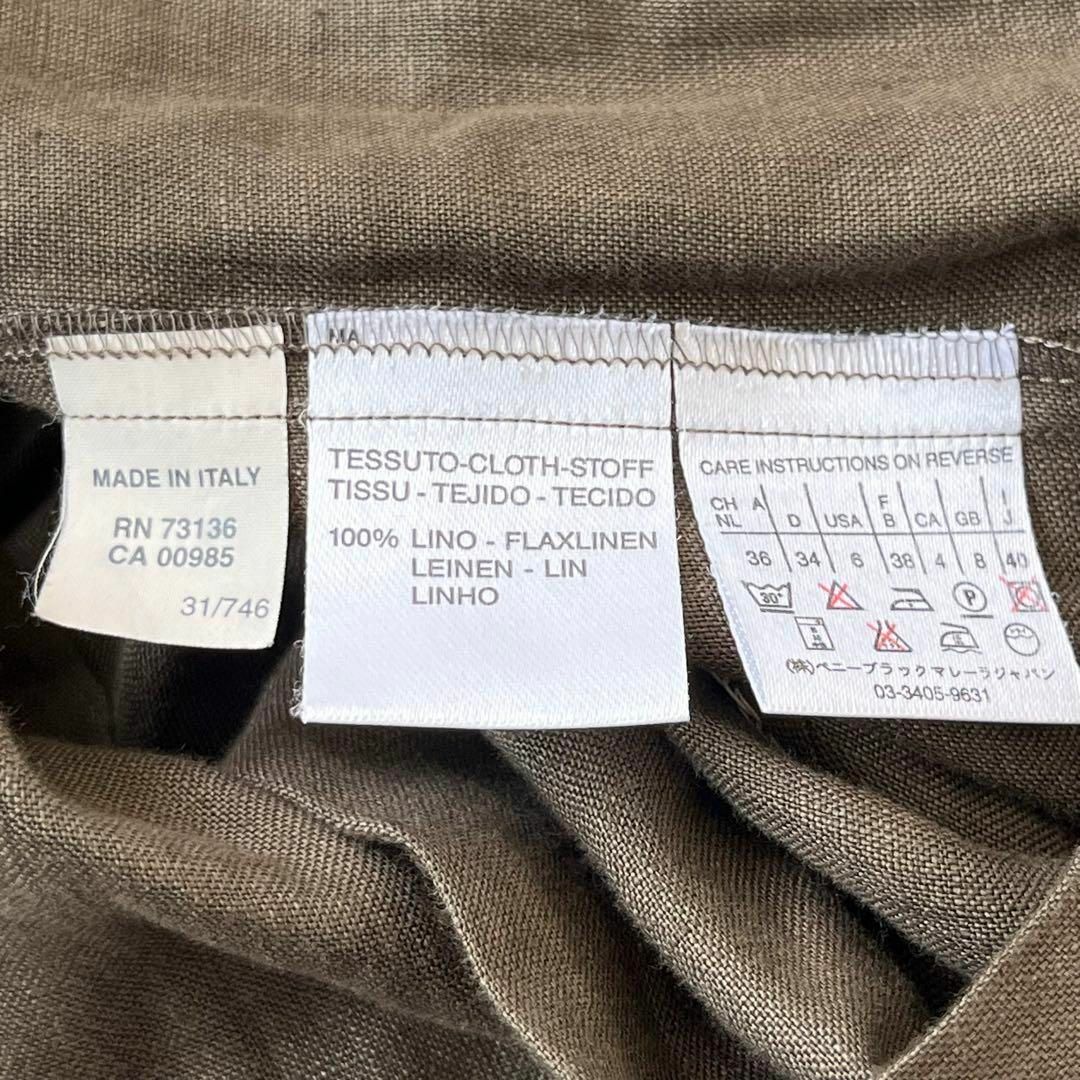 MADE IN ITALY
RN 73136
CA 00985
31/746
MA
TESSUTO-CLOTH-STOFF
TISSU - TEJIDO - TECIDO
100% LINO - FLAXLINEN
LEINEN - LIN
LINHO
CARE INSTRUCTIONS ON REVERSE
CH NL A D USA F B CA GB I J
36 34 6 38 4 8 40
30° P
(株)ペニーブラックマレーラジャパン
03-3405-9631